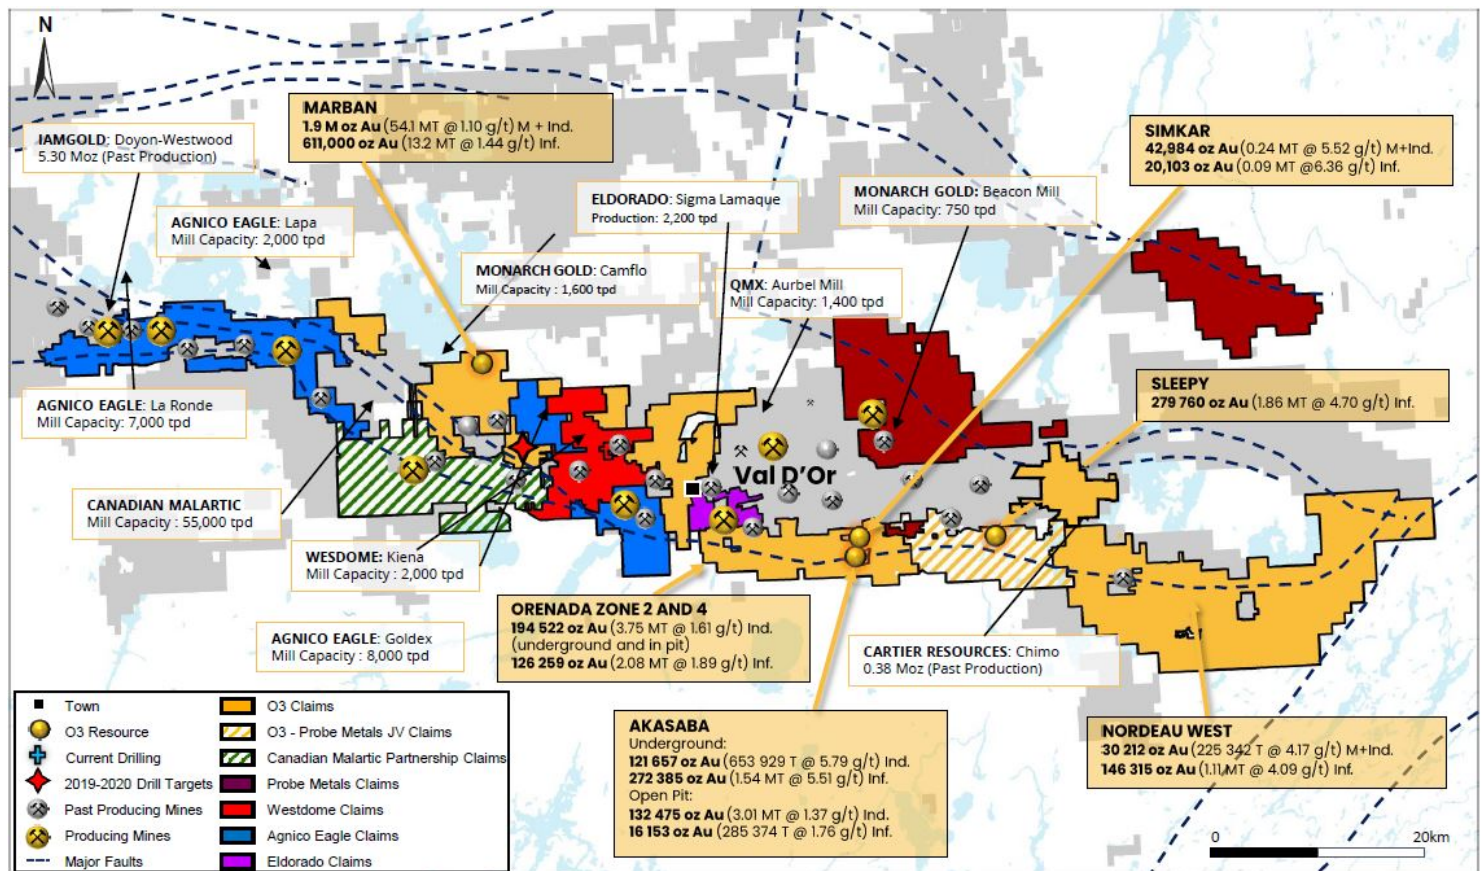 N
MARBAN
1.9 M oz Au (54.1 MT @ 1.10 g/t) M + Ind.
611,000 oz Au (13.2 MT @ 1.44 g/t) Inf.
SIMKAR
42,984 oz Au (0.24 MT @ 5.52 g/t) M+Ind.
20,103 oz Au (0.09 MT @6.36 g/t) Inf.
IAMGOLD: Doyon-Westwood
5.30 Moz (Past Production)
AGNICO EAGLE: Lapa
Mill Capacity: 2,000 tpd
ELDORADO: Sigma Lamaque
Production: 2,200 tpd
MONARCH GOLD: Beacon Mill
Mill Capacity: 750 tpd
MONARCH GOLD: Camflo
Mill Capacity : 1,600 tpd
QMX: Aurbel Mill
Mill Capacity: 1,400 tpd
AGNICO EAGLE: La Ronde
Mill Capacity: 7,000 tpd
SLEEPY
279 760 oz Au (1.86 MT @ 4.70 g/t) Inf.
Val D'Or
CANADIAN MALARTIC
Mill Capacity : 55,000 tpd
WESDOME: Kiena
Mill Capacity : 2,000 tpd
AGNICO EAGLE: Goldex
Mill Capacity : 8,000 tpd
ORENADA ZONE 2 AND 4
194 522 oz Au (3.75 MT @ 1.61 g/t) Ind.
(underground and in pit)
126 259 oz Au (2.08 MT @ 1.89 g/t) Inf.
CARTIER RESOURCES: Chimo
0.38 Moz (Past Production)
AKASABA
Underground:
121 657 oz Au (653 929 T @ 5.79 g/t) Ind.
272 385 oz Au (1.54 MT @ 5.51 g/t) Inf.
Open Pit:
132 475 oz Au (3.01 MT @ 1.37 g/t) Ind.
16 153 oz Au (285 374 T @ 1.76 g/t) Inf.
NORDEAU WEST
30 212 oz Au (225 342 T @ 4.17 g/t) M+Ind.
146 315 oz Au (1.11 MT @ 4.09 g/t) Inf.
Town
O3 Resource
Current Drilling
2019-2020 Drill Targets
Past Producing Mines
Producing Mines
Major Faults
O3 Claims
O3 - Probe Metals JV Claims
Canadian Malartic Partnership Claims
Probe Metals Claims
Westdome Claims
Agnico Eagle Claims
Eldorado Claims
0 20km